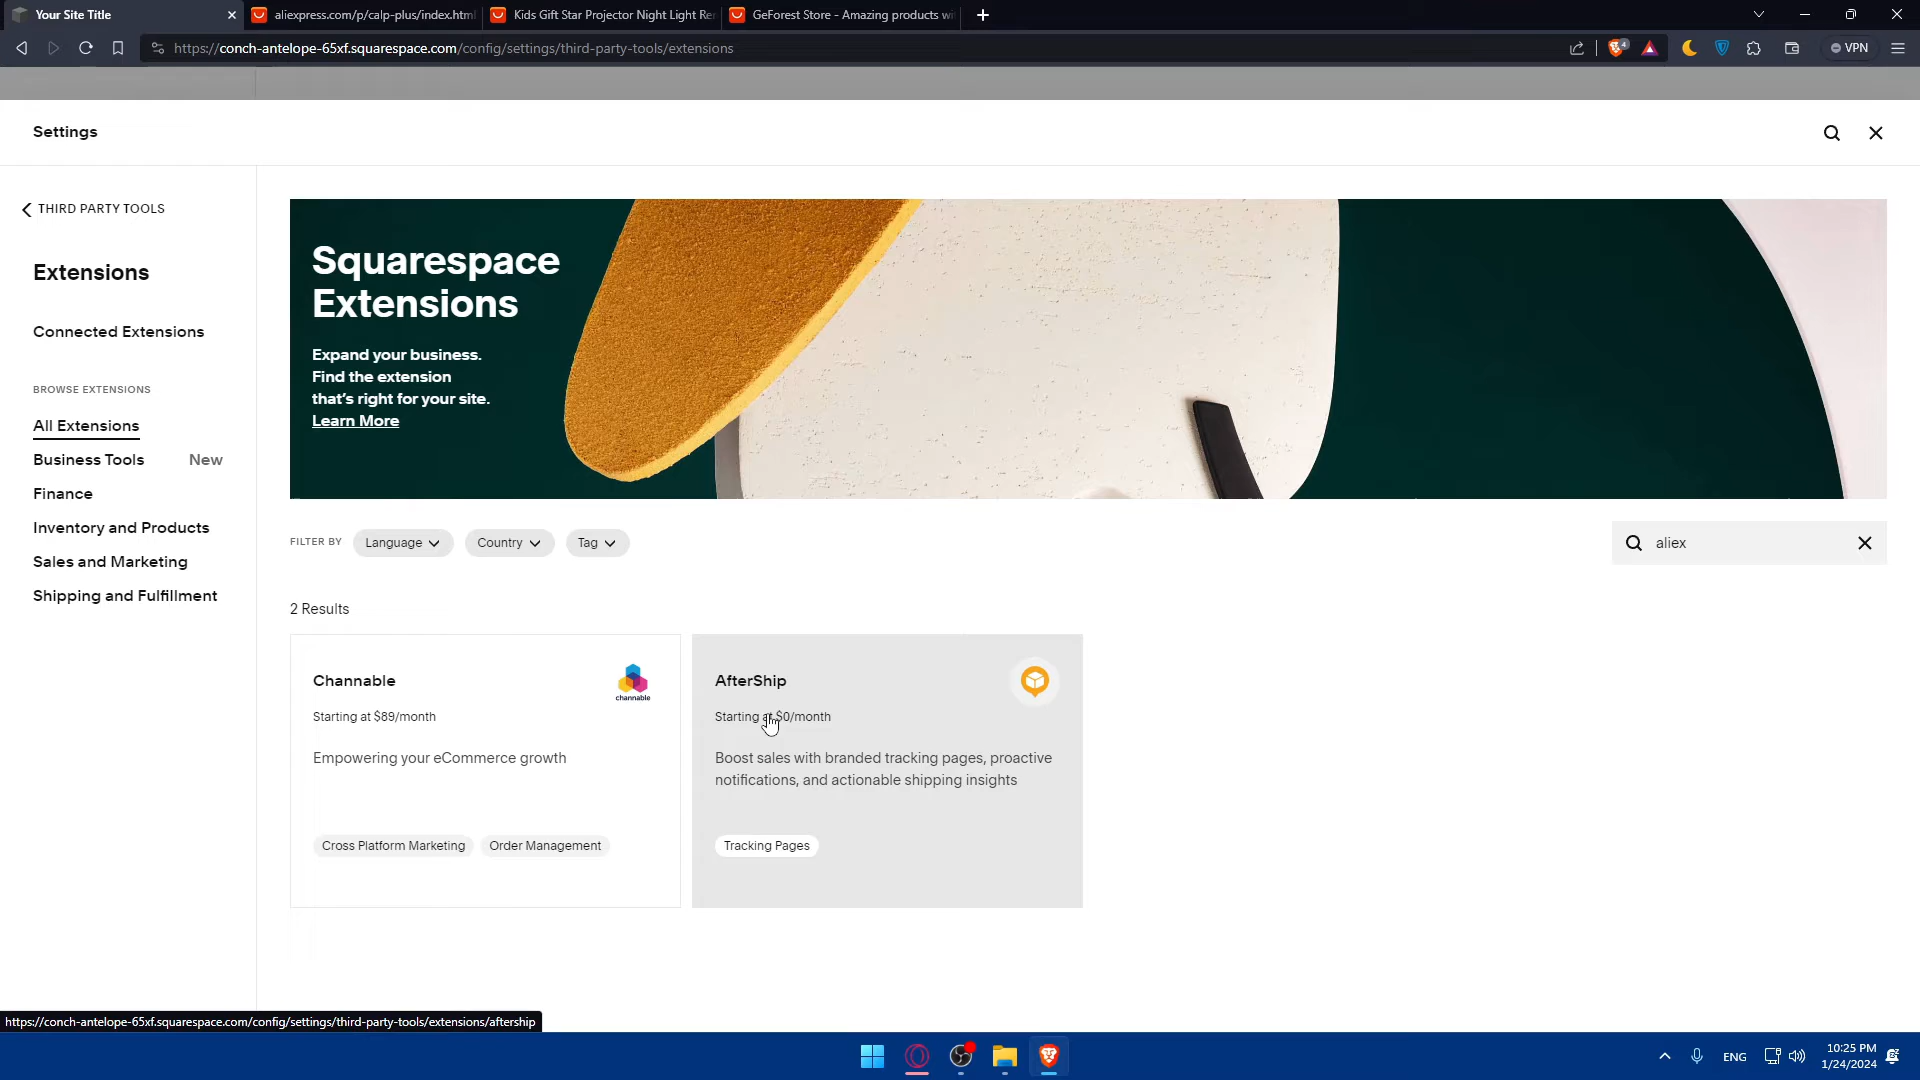 Your Site Title
aliexpress.com/p/calp-plus/index.html
Kids Gift Star Projector Night Light Re
GeForest Store - Amazing products wi
https://conch-antelope-65xf.squarespace.com/config/settings/third-party-tools/extensions
4
VPN
Settings
THIRD PARTY TOOLS
Extensions
Connected Extensions
BROWSE EXTENSIONS
All Extensions
Business Tools New
Finance
Inventory and Products
Sales and Marketing
Shipping and Fulfillment
Squarespace
Extensions
Expand your business.
Find the extension
that's right for your site.
Learn More
FILTER BY Language Country Tag
aliex
2 Results
Channable
channable
Starting at $89/month
Empowering your eCommerce growth
Cross Platform Marketing Order Management
AfterShip
Starting at $0/month
Boost sales with branded tracking pages, proactive
notifications, and actionable shipping insights
Tracking Pages
https://conch-antelope-65xf.squarespace.com/config/settings/third-party-tools/extensions/aftership
ENG
10:25 PM
1/24/2024